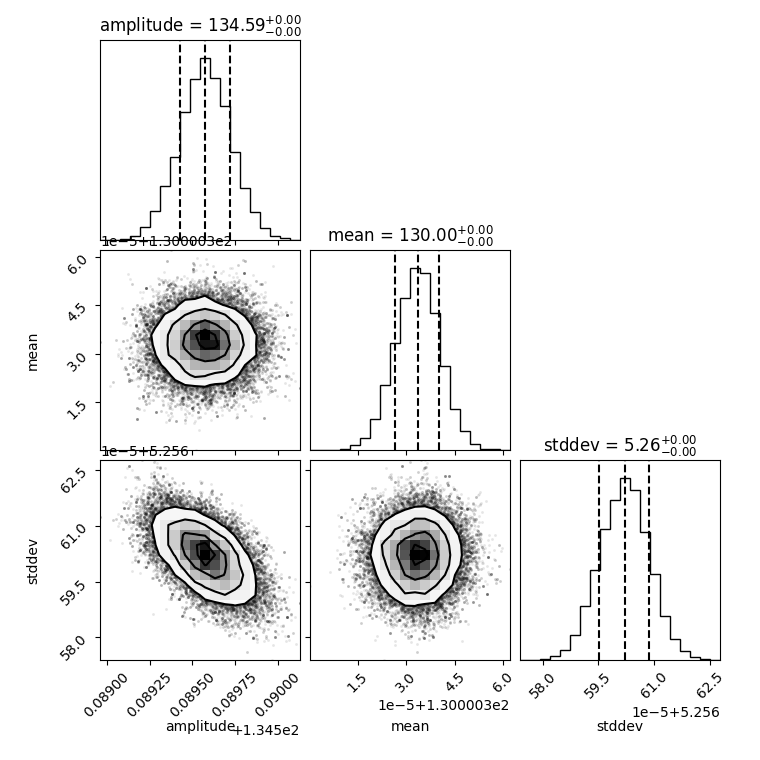 amplitude = 134.59+0.00 −0.00
1e−5+1.300003e2
mean = 130.00+0.00 −0.00
6.0
4.5
3.0
1.5
mean
1e−5+5.256
stddev = 5.26+0.00 −0.00
62.5
61.0
59.5
58.0
stddev
0.08900 0.08925 0.08950 0.08975 0.09000
+1.345e2
amplitude
1.5 3.0 4.5 6.0
1e−5+1.300003e2
mean
58.0 59.5 61.0 62.5
1e−5+5.256
stddev